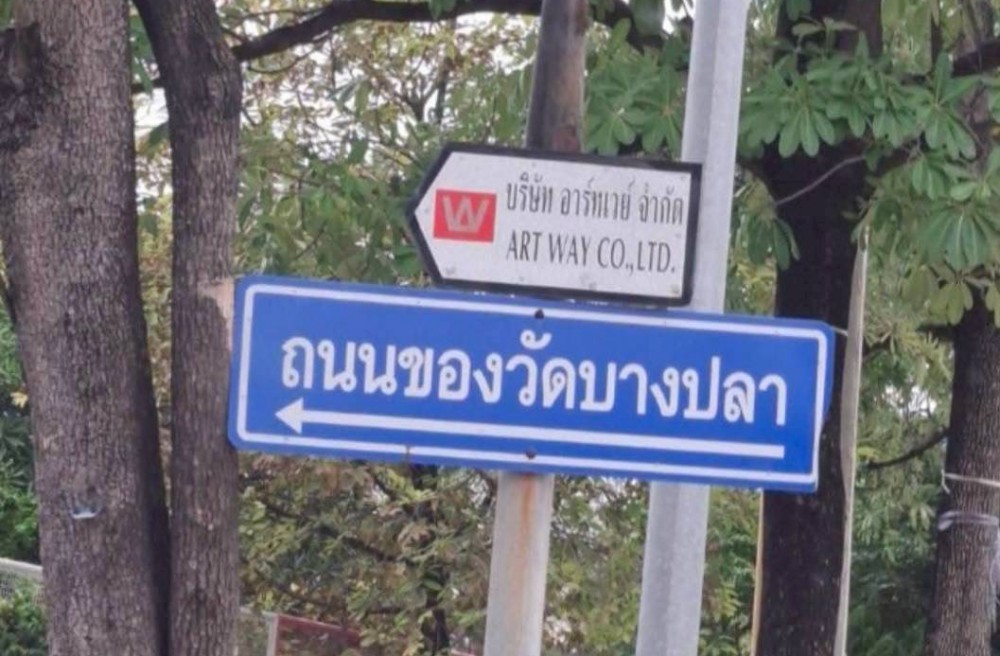 บริษัท อาร์ทเวย์ จำกัด
ART WAY CO.,LTD.
ถนนของวัดบางปลา